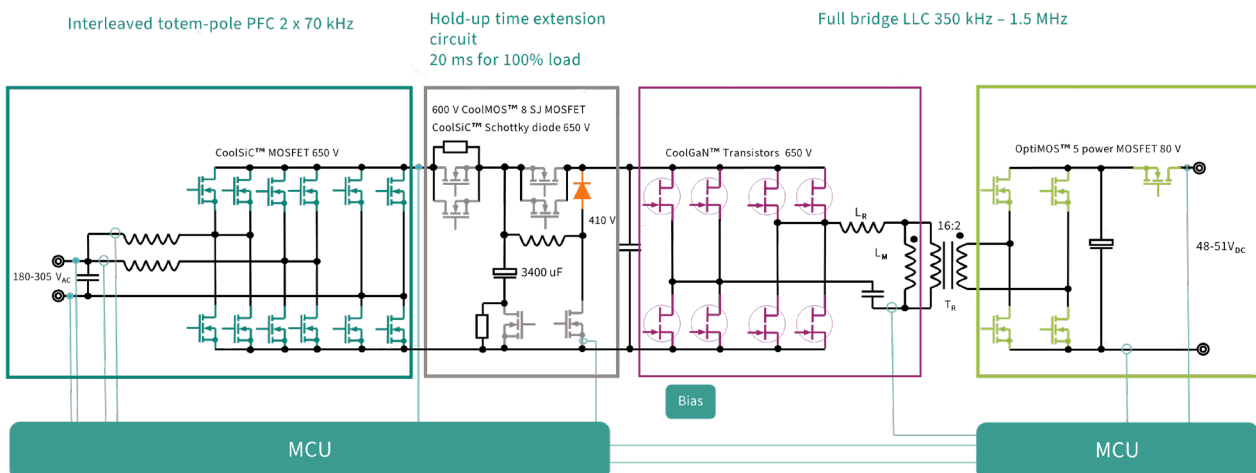 Interleaved totem-pole PFC 2 x 70 kHz
Hold-up time extension
circuit
20 ms for 100% load
Full bridge LLC 350 kHz – 1.5 MHz
600 V CoolMOS™ 8 SJ MOSFET
CoolSiC™ Schottky diode 650 V
CoolSiC™ MOSFET 650 V
CoolGaN™ Transistors 650 V
OptiMOS™ 5 power MOSFET 80 V
410 V
LR
16:2
LM
48-51VDC
180-305 VAC
3400 uF
TR
Bias
MCU
MCU